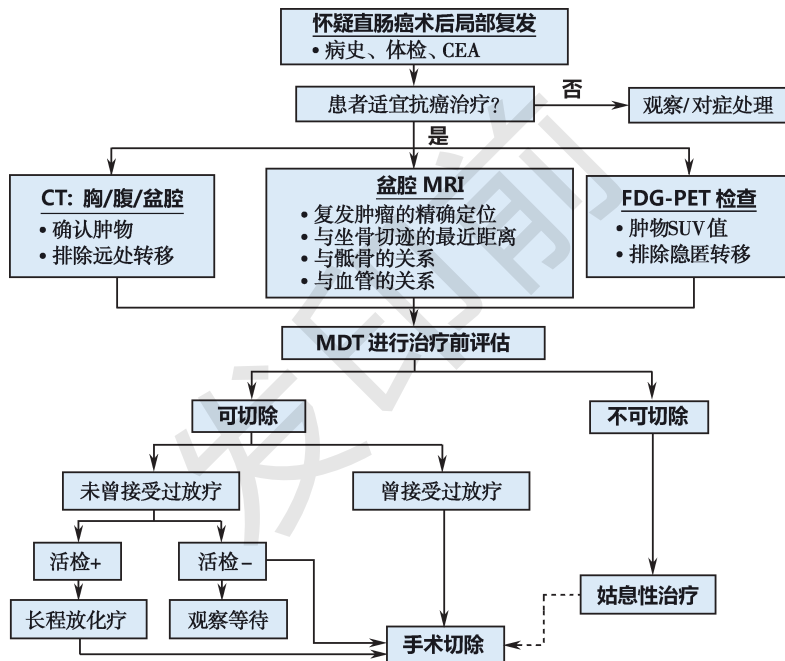 怀疑直肠癌术后局部复发
• 病史、体检、CEA
患者适宜抗癌治疗？
否
观察/对症处理
是
CT：胸/腹/盆腔
• 确认肿物
• 排除远处转移
盆腔 MRI
• 复发肿瘤的精确定位
• 与坐骨切迹的最近距离
• 与骶骨的关系
• 与血管的关系
FDG-PET 检查
• 肿物SUV值
• 排除隐匿转移
MDT 进行治疗前评估
可切除
不可切除
未曾接受过放疗
曾接受过放疗
活检+
活检−
长程放化疗
观察等待
手术切除
姑息性治疗
发印前